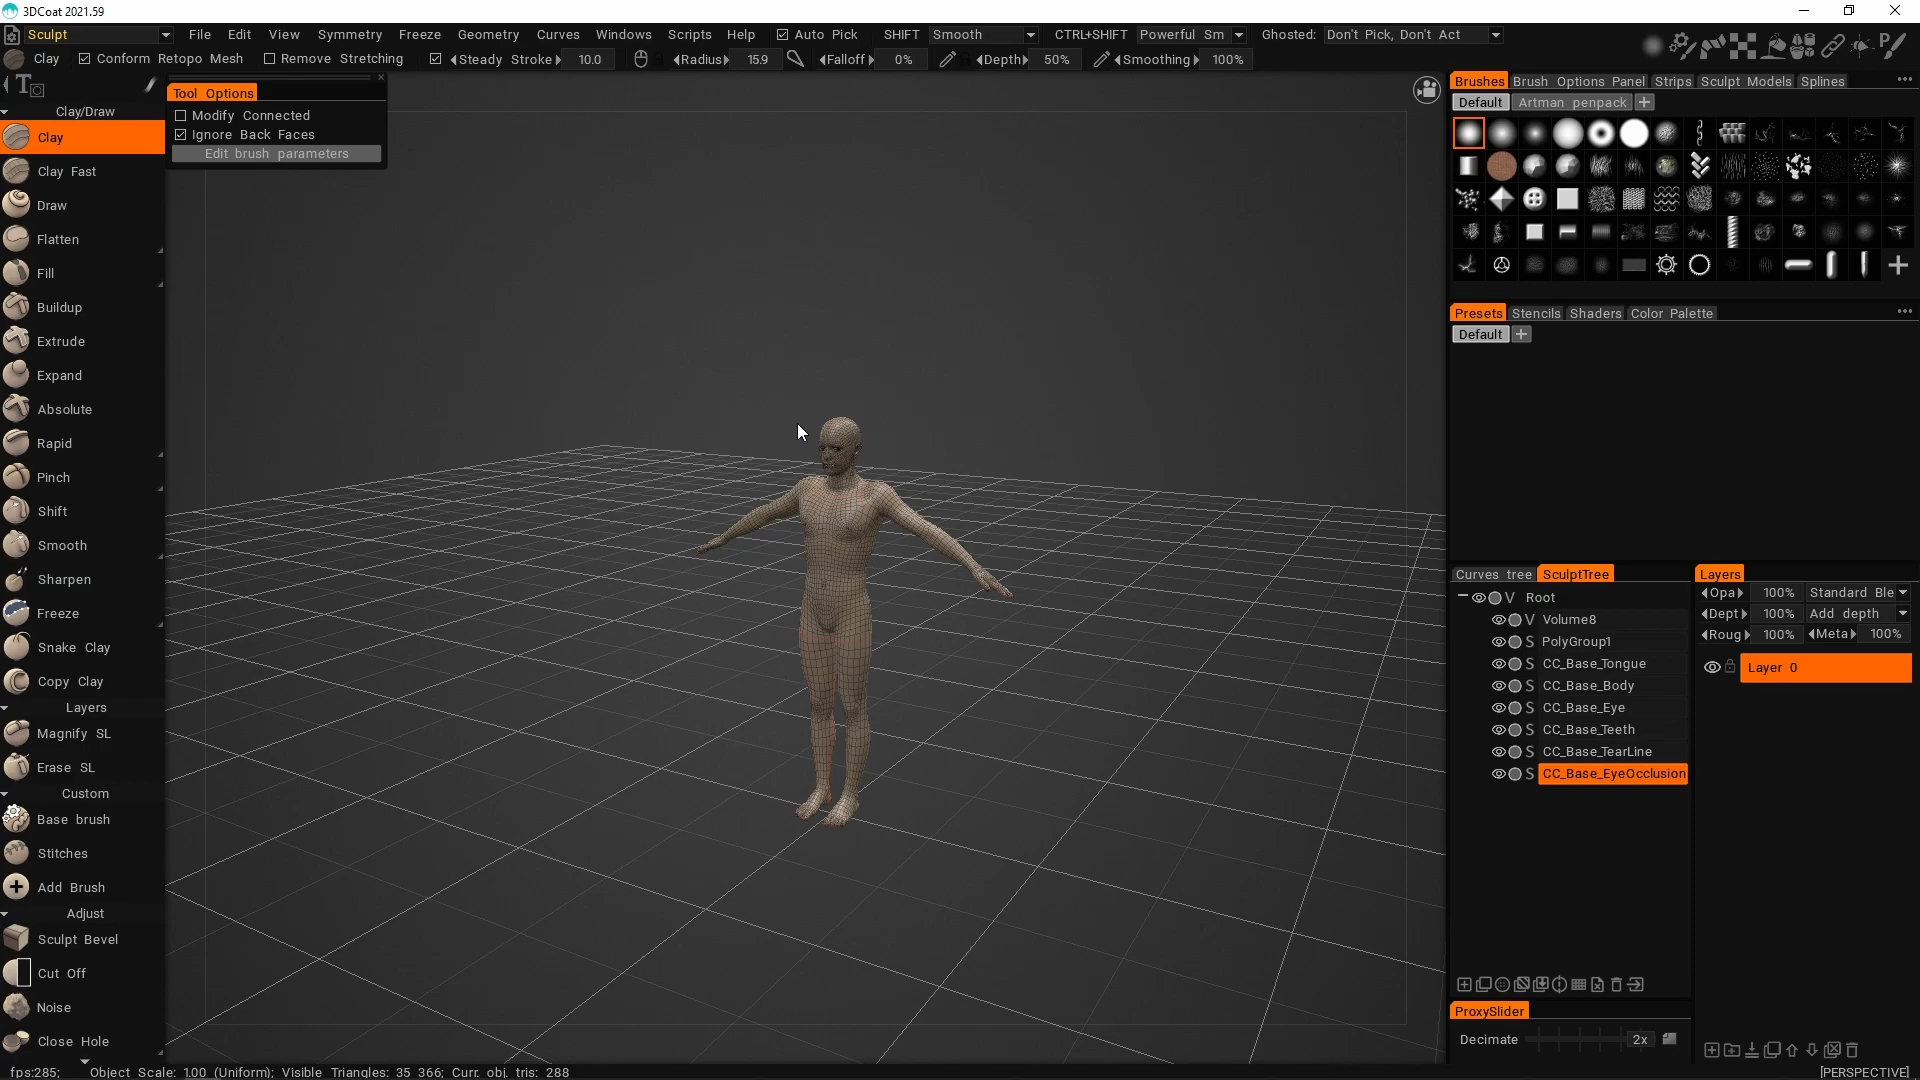 3DCoat 2021.59
Sculpt File Edit View Symmetry Freeze Geometry Curves Windows Scripts Help Auto Pick SHIFT Smooth CTRL+SHIFT Powerful Sm Ghosted: Don't Pick, Don't Act
Clay Conform Retopo Mesh Remove Stretching Steady Stroke 10.0 Radius 15.9 Falloff 0% Depth 50% Smoothing 100%
Tool Options
Modify Connected
Ignore Back Faces
Edit brush parameters
Clay/Draw
Clay
Clay Fast
Draw
Flatten
Fill
Buildup
Extrude
Expand
Absolute
Rapid
Pinch
Shift
Smooth
Sharpen
Freeze
Snake Clay
Copy Clay
Layers
Magnify SL
Erase SL
Custom
Base brush
Stitches
Add Brush
Adjust
Sculpt Bevel
Cut Off
Noise
Close Hole
Brushes Brush Options Panel Strips Sculpt Models Splines
Default Artman penpack +
Presets Stencils Shaders Color Palette
Default +
Curves tree SculptTree
V Root
V Volume8
S PolyGroup1
S CC_Base_Tongue
S CC_Base_Body
S CC_Base_Eye
S CC_Base_Teeth
S CC_Base_TearLine
S CC_Base_EyeOcclusion
ProxySlider
Decimate 2x
Layers
Opa 100% Standard Ble
Dept 100% Add depth
Roug 100% Meta 100%
Layer 0
fps:285; Object Scale: 1.00 (Uniform); Visible Triangles: 35 366; Curr. obj. tris: 288 [PERSPECTIVE]